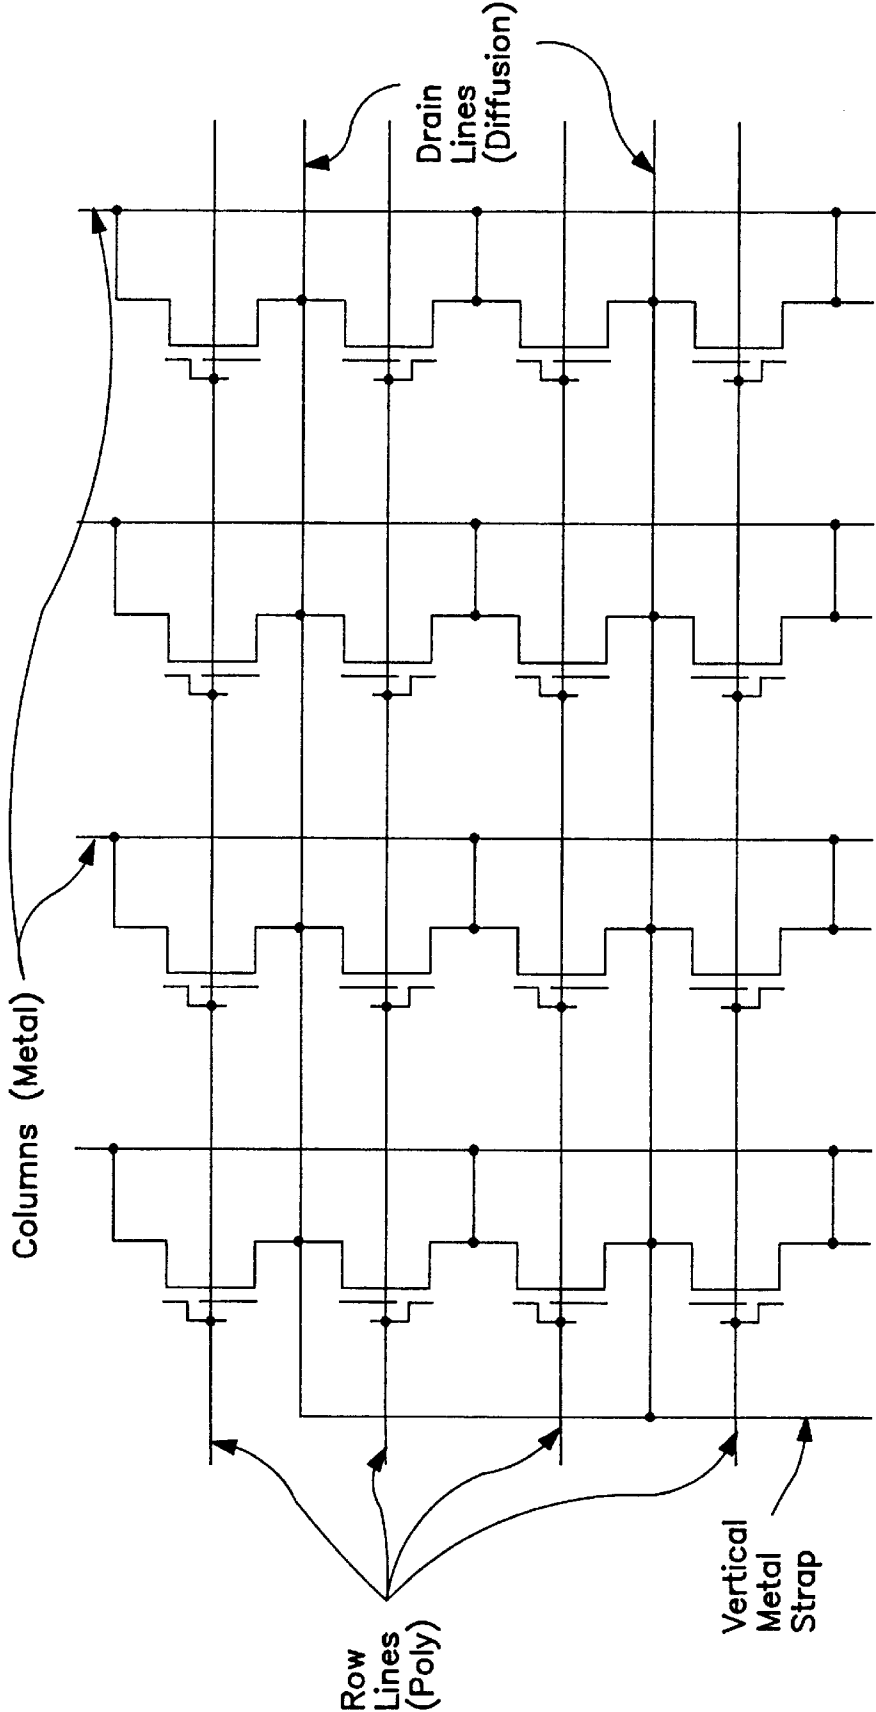 Columns (Metal)
Drain
Lines
(Diffusion)
Row
Lines
(Poly)
Vertical
Metal
Strap